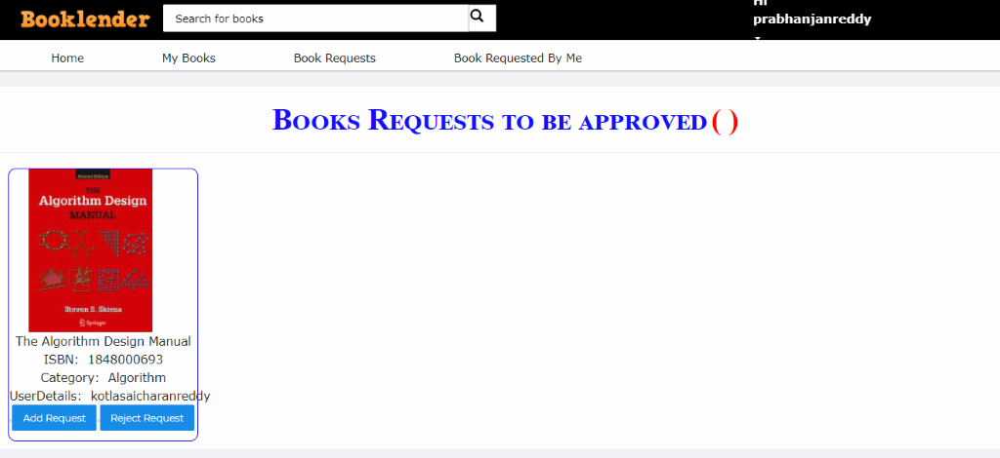 Booklender
Search for books
Hi
prabhanjanreddy
Home
My Books
Book Requests
Book Requested By Me
Books Requests to be approved ( )
Second Edition
THE
Algorithm Design
MANUAL
Steven S. Skiena
Springer
The Algorithm Design Manual
ISBN: 1848000693
Category: Algorithm
UserDetails: kotlasaicharanreddy
Add Request
Reject Request